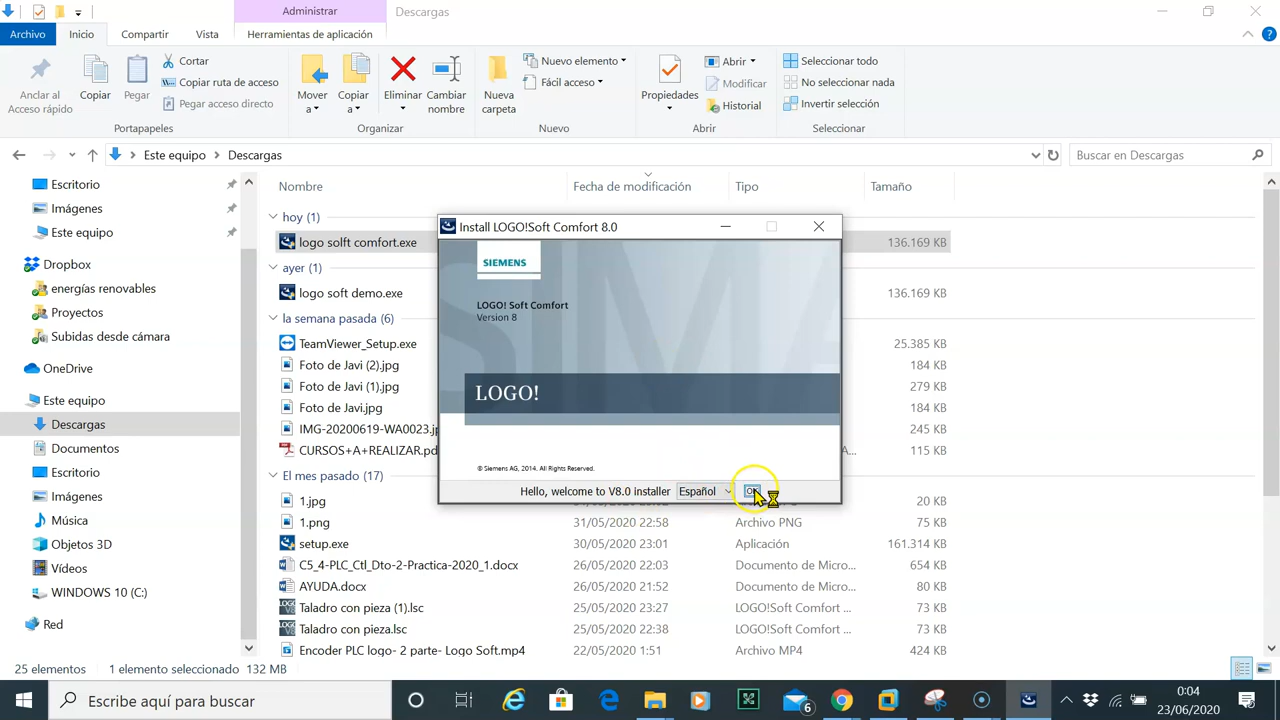 Administrar
Descargas
Archivo
Inicio
Compartir
Vista
Herramientas de aplicación
Anclar al Acceso rápido
Copiar
Pegar
Cortar
Copiar ruta de acceso
Pegar acceso directo
Portapapeles
Mover a
Copiar a
Eliminar
Cambiar nombre
Organizar
Nueva carpeta
Nuevo elemento
Fácil acceso
Nuevo
Propiedades
Abrir
Modificar
Historial
Abrir
Seleccionar todo
No seleccionar nada
Invertir selección
Seleccionar
Este equipo
Descargas
Buscar en Descargas
Escritorio
Imágenes
Este equipo
Dropbox
energías renovables
Proyectos
Subidas desde cámara
OneDrive
Este equipo
Descargas
Documentos
Escritorio
Imágenes
Música
Objetos 3D
Vídeos
WINDOWS 10 (C:)
Red
Nombre
Fecha de modificación
Tipo
Tamaño
hoy (1)
logo solft comfort.exe
136.169 KB
ayer (1)
logo soft demo.exe
136.169 KB
la semana pasada (6)
TeamViewer_Setup.exe
25.385 KB
Foto de Javi (2).jpg
184 KB
Foto de Javi (1).jpg
279 KB
Foto de Javi.jpg
184 KB
IMG-20200619-WA0023.j
245 KB
CURSOS+A+REALIZAR.pd
A...
115 KB
El mes pasado (17)
1.jpg
20 KB
1.png
31/05/2020 22:58
Archivo PNG
75 KB
setup.exe
30/05/2020 23:01
Aplicación
161.314 KB
C5_4-PLC_Ctl_Dto-2-Practica-2020_1.docx
26/05/2020 22:03
Documento de Micro...
654 KB
AYUDA.docx
26/05/2020 21:52
Documento de Micro...
80 KB
Taladro con pieza (1).lsc
25/05/2020 23:27
LOGO!Soft Comfort ...
73 KB
Taladro con pieza.lsc
25/05/2020 22:38
LOGO!Soft Comfort ...
73 KB
Encoder PLC logo- 2 parte- Logo Soft.mp4
22/05/2020 1:51
Archivo MP4
424 KB
Install LOGO!Soft Comfort 8.0
SIEMENS
LOGO! Soft Comfort
Version 8
LOGO!
© Siemens AG, 2014. All Rights Reserved.
Hello, welcome to V8.0 installer
Español
25 elementos
1 elemento seleccionado 132 MB
Escribe aquí para buscar
6
0:04
23/06/2020